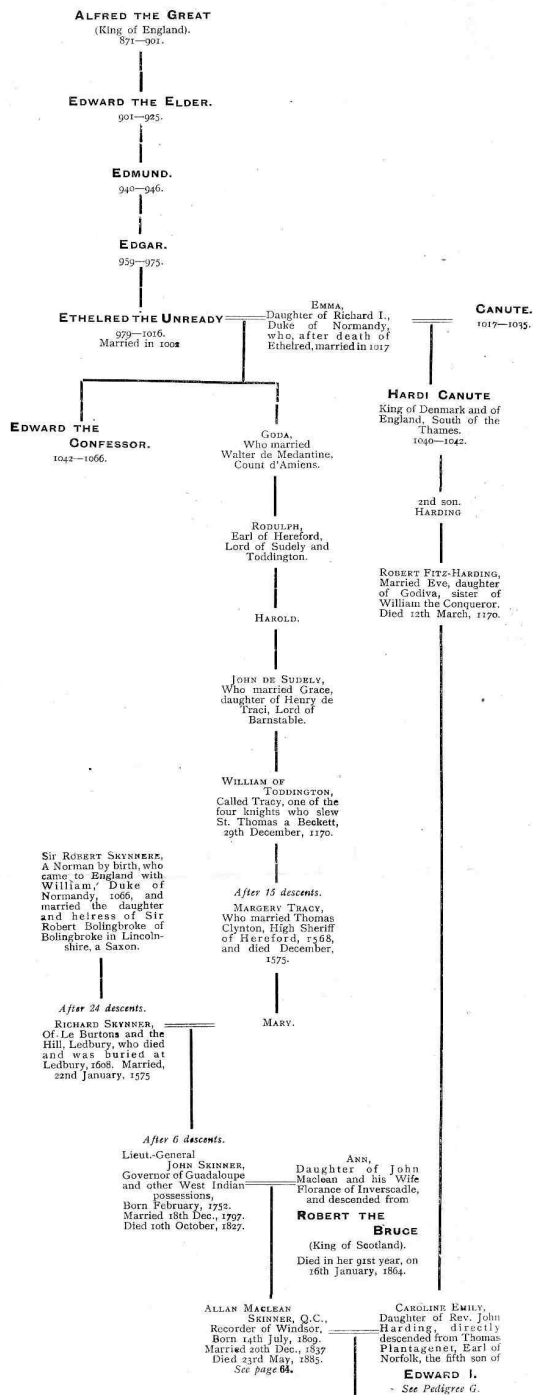 ALFRED THE GREAT
(King of England).
871—901.
EDWARD THE ELDER.
901—925.
EDMUND.
940—946.
EDGAR.
959—975.
ETHELRED THE UNREADY
979—1016.
Married in 1002
EMMA,
Daughter of Richard I.,
Duke of Normandy,
who, after death of
Ethelred, married in 1017
CANUTE.
1017—1035.
EDWARD THE
CONFESSOR.
1042—1066.
GODA,
Who married
Walter de Medantine,
Count d'Amiens.
HARDI CANUTE
King of Denmark and of
England, South of the
Thames.
1040—1042.
2nd son.
HARDING
RODULPH,
Earl of Hereford,
Lord of Sudely and
Toddington.
ROBERT FITZ-HARDING,
Married Eve, daughter
of Godiva, sister of
William the Conqueror.
Died 12th March, 1170.
HAROLD.
JOHN DE SUDELY,
Who married Grace,
daughter of Henry de
Traci, Lord of
Barnstable.
WILLIAM OF
TODDINGTON,
Called Tracy, one of the
four knights who slew
St. Thomas a Beckett,
29th December, 1170.
Sir ROBERT SKYNNERE,
A Norman by birth, who
came to England with
William, Duke of
Normandy, 1066, and
married the daughter
and heiress of Sir
Robert Bolingbroke of
Bolingbroke in Lincoln-
shire, a Saxon.
After 15 descents.
MARGERY TRACY,
Who married Thomas
Clynton, High Sheriff
of Hereford, 1568,
and died December,
1575.
After 24 descents.
RICHARD SKYNNER,
Of Le Burtons and the
Hill, Ledbury, who died
and was buried at
Ledbury, 1608. Married,
22nd January, 1575
MARY.
After 6 descents.
Lieut.-General
JOHN SKINNER,
Governor of Guadaloupe
and other West Indian
possessions,
Born February, 1752.
Married 18th Dec., 1797.
Died 10th October, 1827.
ANN,
Daughter of John
Maclean and his Wife
Florance of Inverscadle,
and descended from
ROBERT THE
BRUCE
(King of Scotland).
Died in her 91st year, on
16th January, 1864.
ALLAN MACLEAN
SKINNER, Q.C.,
Recorder of Windsor,
Born 14th July, 1809.
Married 20th Dec., 1837
Died 23rd May, 1885.
See page 64.
CAROLINE EMILY,
Daughter of Rev. John
Harding, directly
descended from Thomas
Plantagenet, Earl of
Norfolk, the fifth son of
EDWARD I.
See Pedigree G.